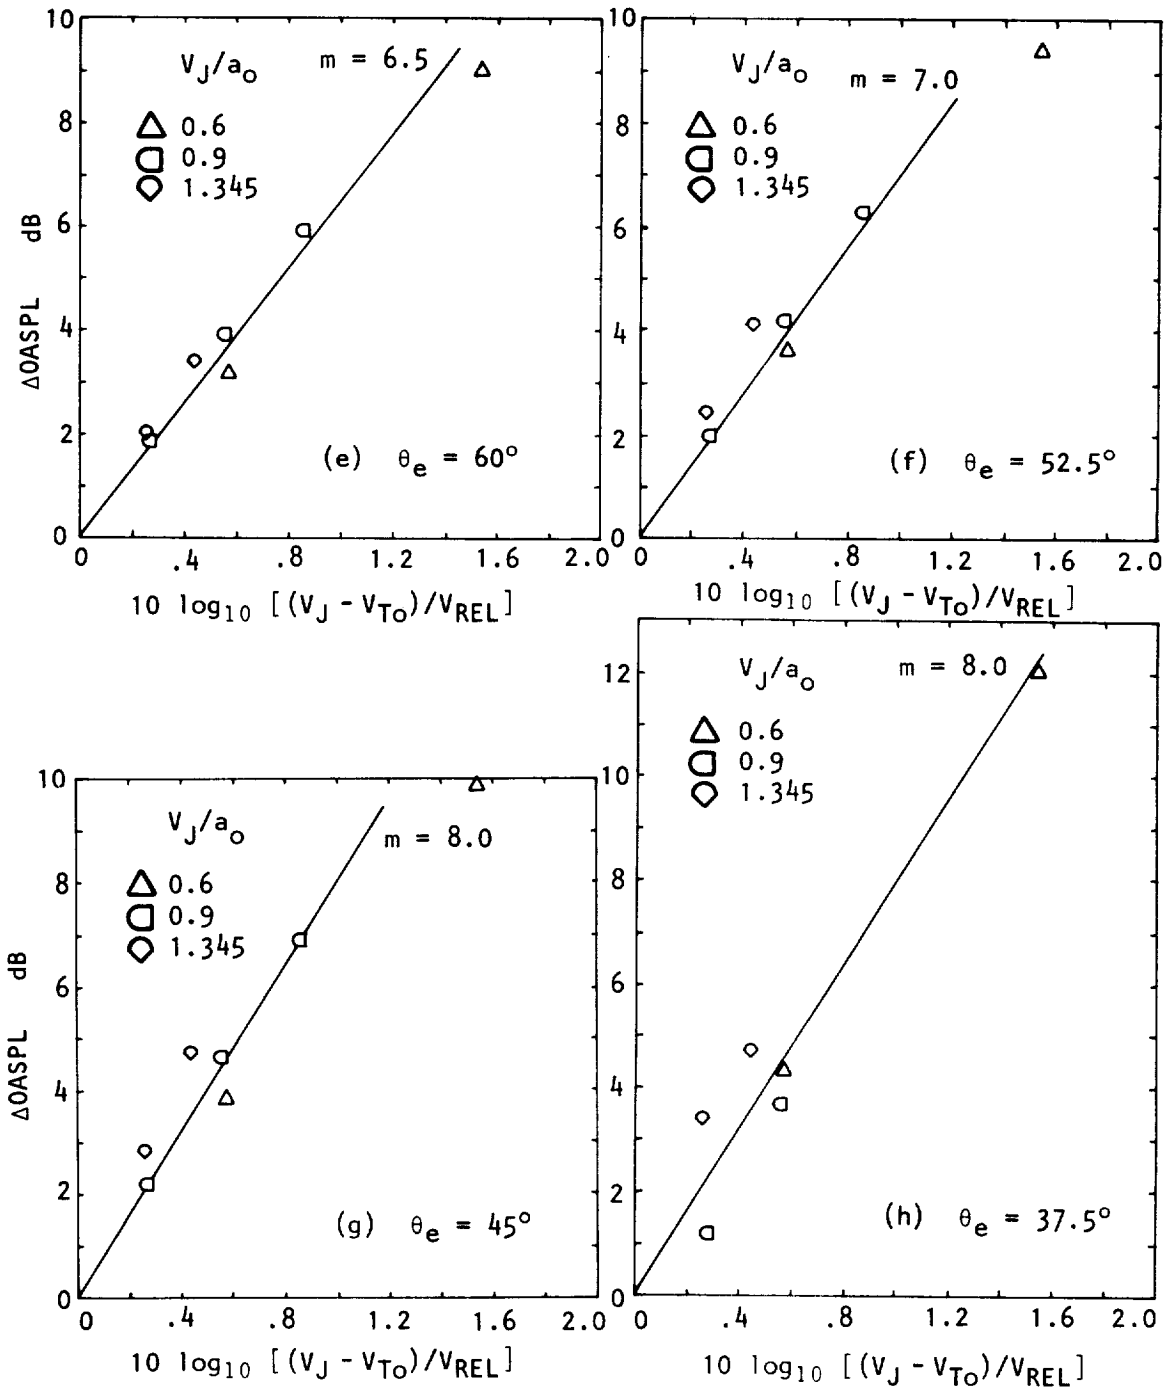 10
8
6
4
2
0
ΔOASPL dB
V_J/a_o
0.6
0.9
1.345
m = 6.5
(e) θ_e = 60°
0 .4 .8 1.2 1.6 2.0
10 log₁₀ [(V_J - V_To)/V_REL]
10
8
6
4
2
0
V_J/a_o
0.6
0.9
1.345
m = 7.0
(f) θ_e = 52.5°
0 .4 .8 1.2 1.6 2.0
10 log₁₀ [(V_J - V_To)/V_REL]
10
8
6
4
2
0
ΔOASPL dB
V_J/a_o
0.6
0.9
1.345
m = 8.0
(g) θ_e = 45°
0 .4 .8 1.2 1.6 2.0
10 log₁₀ [(V_J - V_To)/V_REL]
12
10
8
6
4
2
0
V_J/a_o
0.6
0.9
1.345
m = 8.0
(h) θ_e = 37.5°
0 .4 .8 1.2 1.6 2.0
10 log₁₀ [(V_J - V_To)/V_REL]